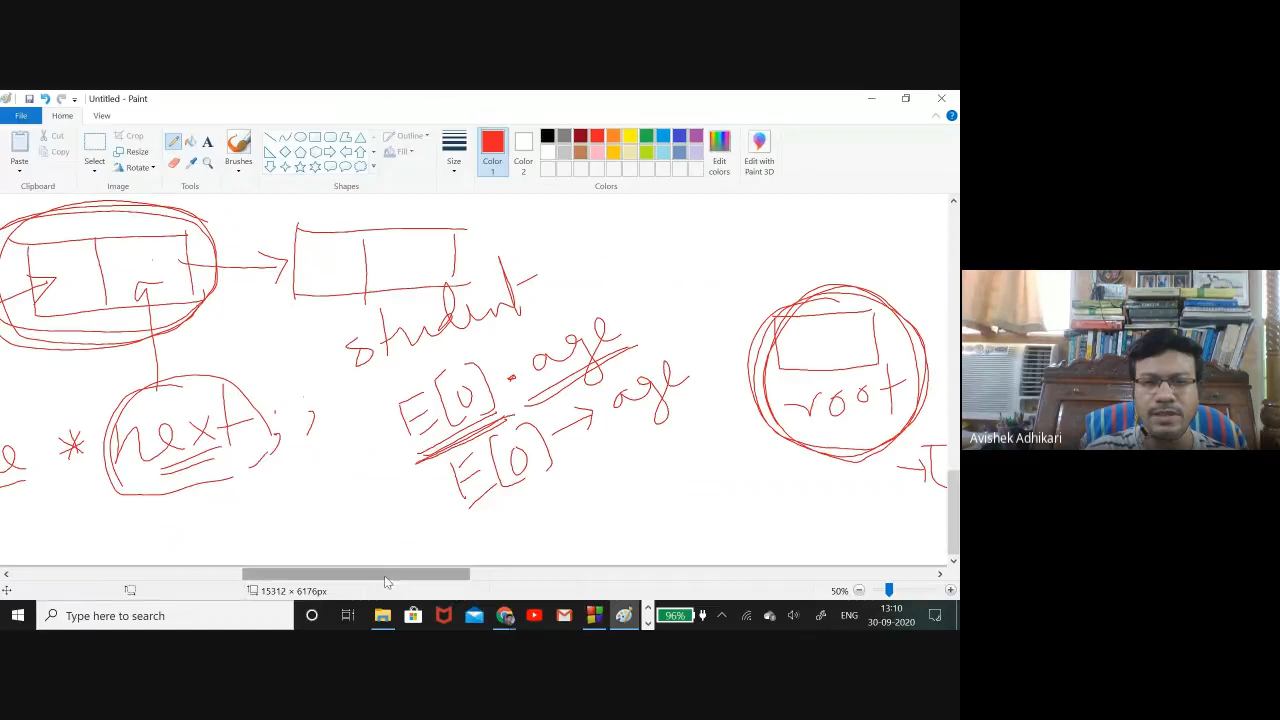 Untitled - Paint
File
Home
View
Paste
Cut
Copy
Clipboard
Select
Crop
Resize
Rotate
Image
Tools
Brushes
Shapes
Outline
Fill
Size
Color
1
Color
2
Edit
colors
Edit with
Paint 3D
Colors
student
E[0] . age
E[0] → age
* next ; ;
root
Avishek Adhikari
15312 × 6176px
50%
Type here to search
96%
ENG
13:10
30-09-2020